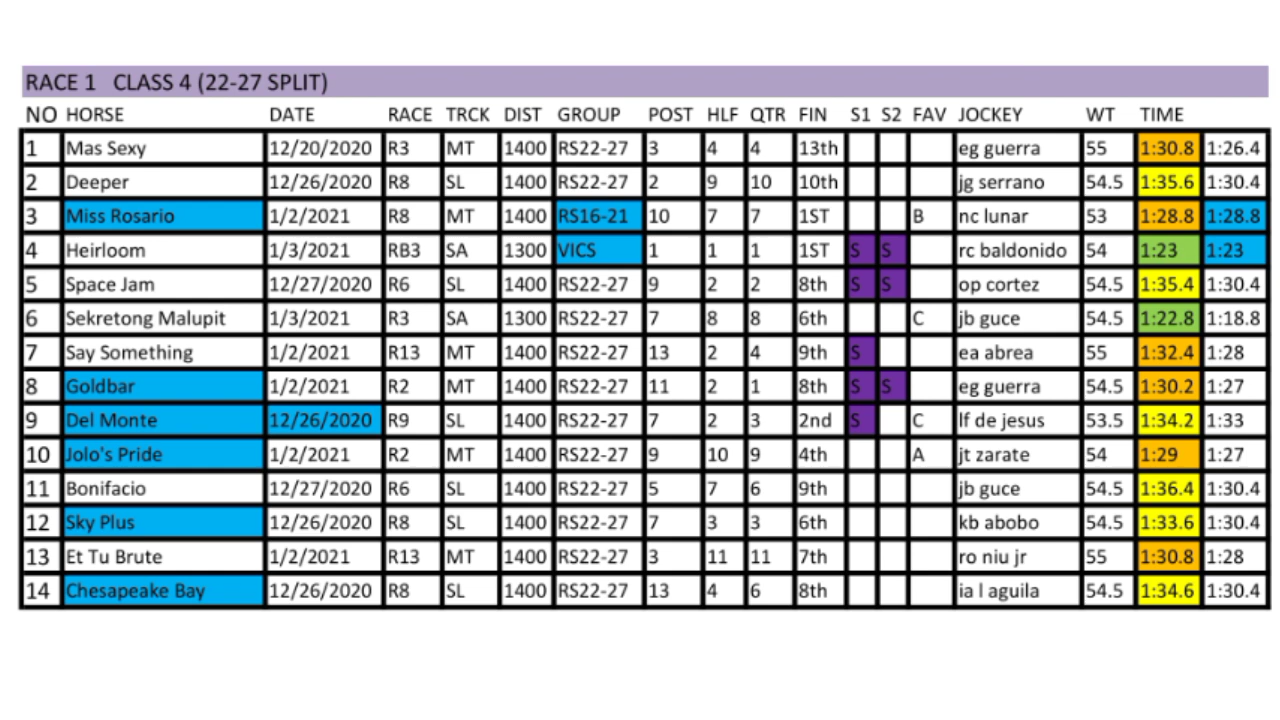 RACE 1 CLASS 4 (22-27 SPLIT)
NO HORSE DATE RACE TRCK DIST GROUP POST HLF QTR FIN S1 S2 FAV JOCKEY WT TIME
1 Mas Sexy 12/20/2020 R3 MT 1400 RS22-27 3 4 4 13th eg guerra 55 1:30.8 1:26.4
2 Deeper 12/26/2020 R8 SL 1400 RS22-27 2 9 10 10th jg serrano 54.5 1:35.6 1:30.4
3 Miss Rosario 1/2/2021 R8 MT 1400 RS16-21 10 7 7 1ST B nc lunar 53 1:28.8 1:28.8
4 Heirloom 1/3/2021 RB3 SA 1300 VICS 1 1 1 1ST S S rc baldonido 54 1:23 1:23
5 Space Jam 12/27/2020 R6 SL 1400 RS22-27 9 2 2 8th S S op cortez 54.5 1:35.4 1:30.4
6 Sekretong Malupit 1/3/2021 R3 SA 1300 RS22-27 7 8 8 6th C jb guce 54.5 1:22.8 1:18.8
7 Say Something 1/2/2021 R13 MT 1400 RS22-27 13 2 4 9th S ea abrea 55 1:32.4 1:28
8 Goldbar 1/2/2021 R2 MT 1400 RS22-27 11 2 1 8th S S eg guerra 54.5 1:30.2 1:27
9 Del Monte 12/26/2020 R9 SL 1400 RS22-27 7 2 3 2nd S C lf de jesus 53.5 1:34.2 1:33
10 Jolo's Pride 1/2/2021 R2 MT 1400 RS22-27 9 10 9 4th A jt zarate 54 1:29 1:27
11 Bonifacio 12/27/2020 R6 SL 1400 RS22-27 5 7 6 9th jb guce 54.5 1:36.4 1:30.4
12 Sky Plus 12/26/2020 R8 SL 1400 RS22-27 7 3 3 6th kb abobo 54.5 1:33.6 1:30.4
13 Et Tu Brute 1/2/2021 R13 MT 1400 RS22-27 3 11 11 7th ro niu jr 55 1:30.8 1:28
14 Chesapeake Bay 12/26/2020 R8 SL 1400 RS22-27 13 4 6 8th ia l aguila 54.5 1:34.6 1:30.4